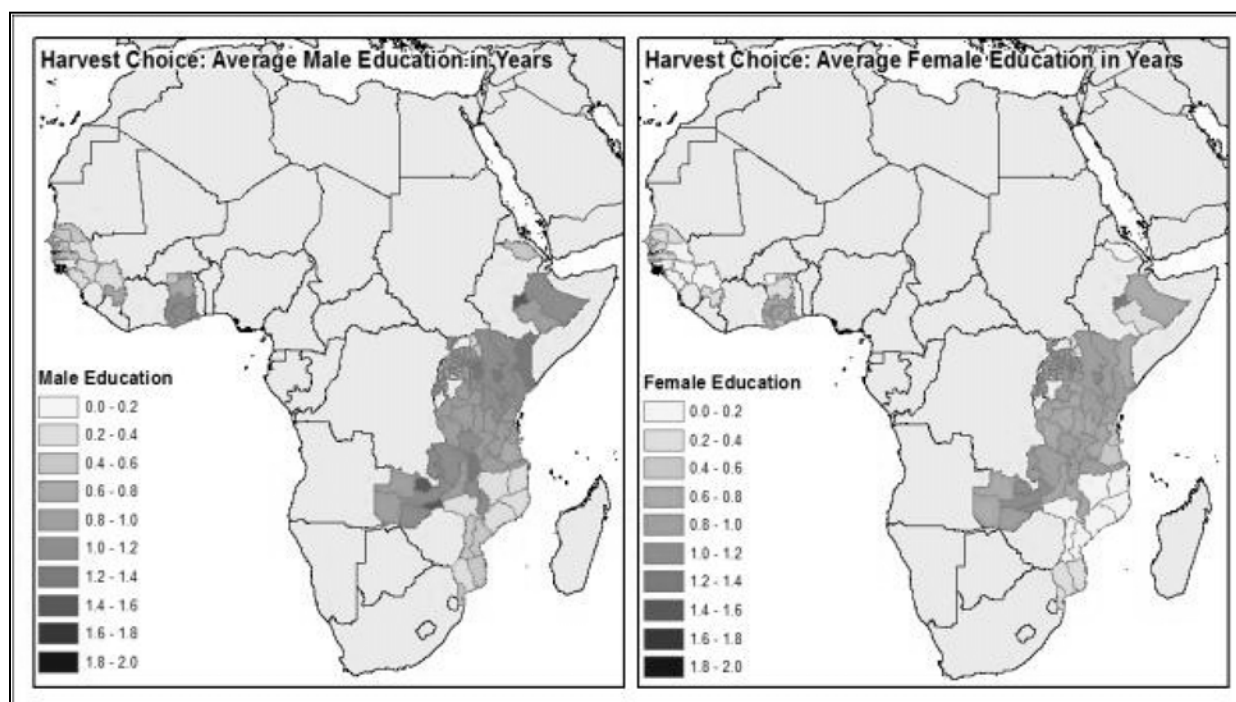 Harvest Choice: Average Male Education in Years
Male Education
0.0 - 0.2
0.2 - 0.4
0.4 - 0.6
0.6 - 0.8
0.8 - 1.0
1.0 - 1.2
1.2 - 1.4
1.4 - 1.6
1.6 - 1.8
1.8 - 2.0
Harvest Choice: Average Female Education in Years
Female Education
0.0 - 0.2
0.2 - 0.4
0.4 - 0.6
0.6 - 0.8
0.8 - 1.0
1.0 - 1.2
1.2 - 1.4
1.4 - 1.6
1.6 - 1.8
1.8 - 2.0